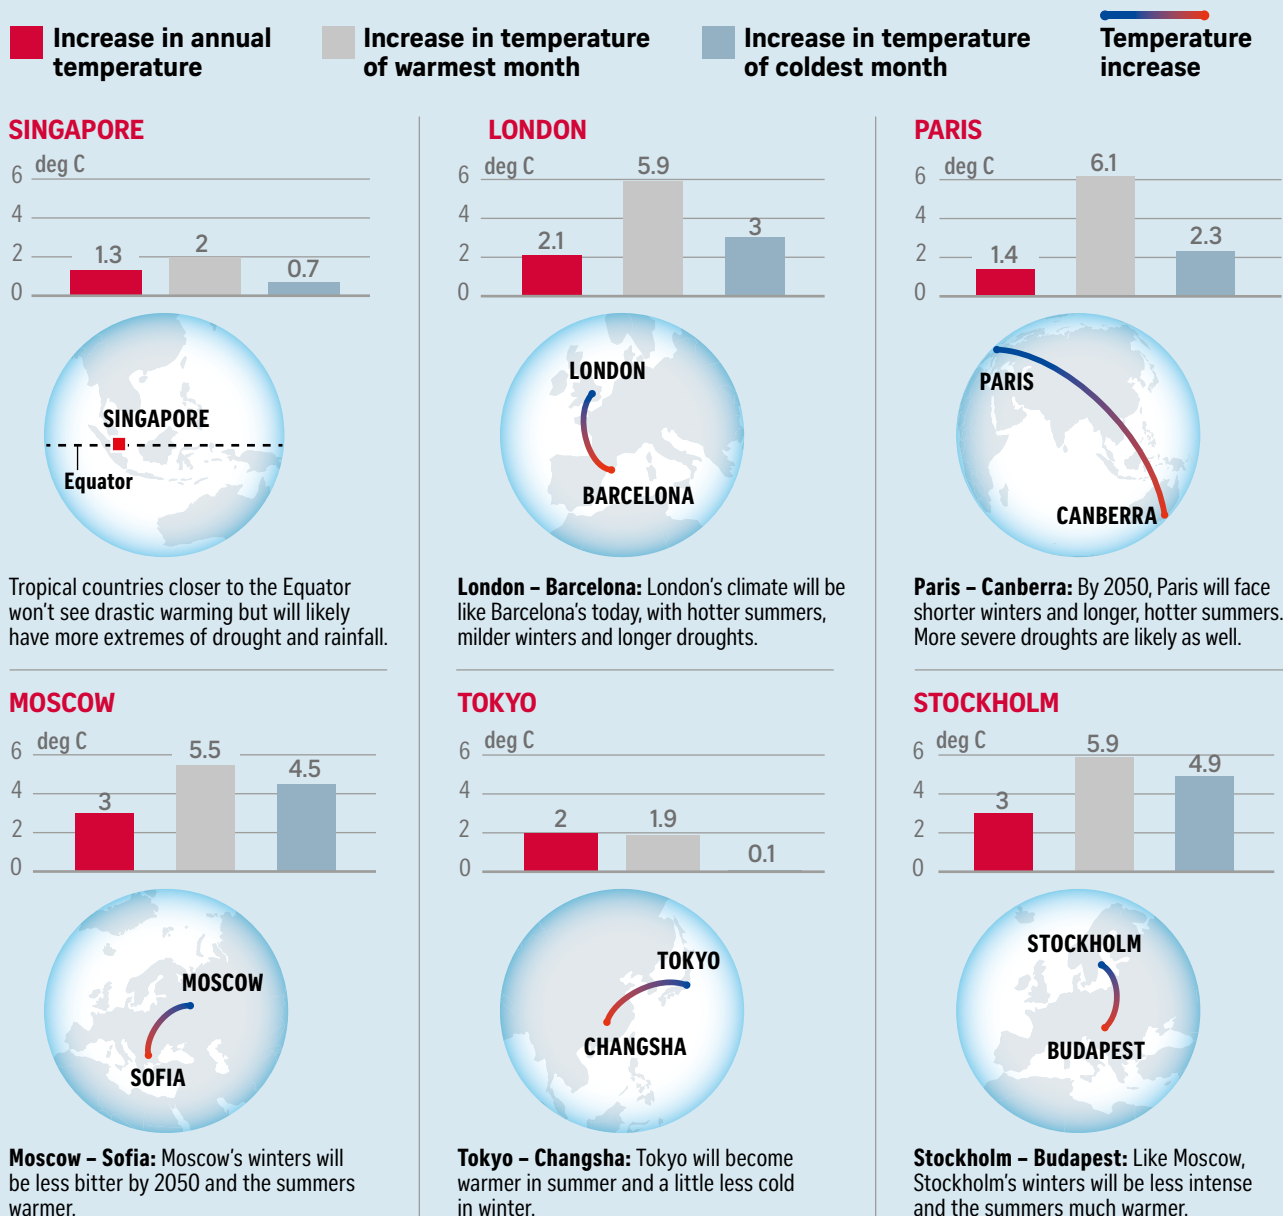 Increase in annual
temperature
Increase in temperature
of warmest month
Increase in temperature
of coldest month
Temperature
increase
SINGAPORE
deg C
6
4
2
0
1.3
2
0.7
SINGAPORE
Equator
Tropical countries closer to the Equator
won't see drastic warming but will likely
have more extremes of drought and rainfall.
LONDON
deg C
6
4
2
0
2.1
5.9
3
LONDON
BARCELONA
London – Barcelona: London's climate will be
like Barcelona's today, with hotter summers,
milder winters and longer droughts.
PARIS
deg C
6
4
2
0
1.4
6.1
2.3
PARIS
CANBERRA
Paris – Canberra: By 2050, Paris will face
shorter winters and longer, hotter summers.
More severe droughts are likely as well.
MOSCOW
deg C
6
4
2
0
3
5.5
4.5
MOSCOW
SOFIA
Moscow – Sofia: Moscow's winters will
be less bitter by 2050 and the summers
warmer.
TOKYO
deg C
6
4
2
0
2
1.9
0.1
TOKYO
CHANGSHA
Tokyo – Changsha: Tokyo will become
warmer in summer and a little less cold
in winter.
STOCKHOLM
deg C
6
4
2
0
3
5.9
4.9
STOCKHOLM
BUDAPEST
Stockholm – Budapest: Like Moscow,
Stockholm's winters will be less intense
and the summers much warmer.